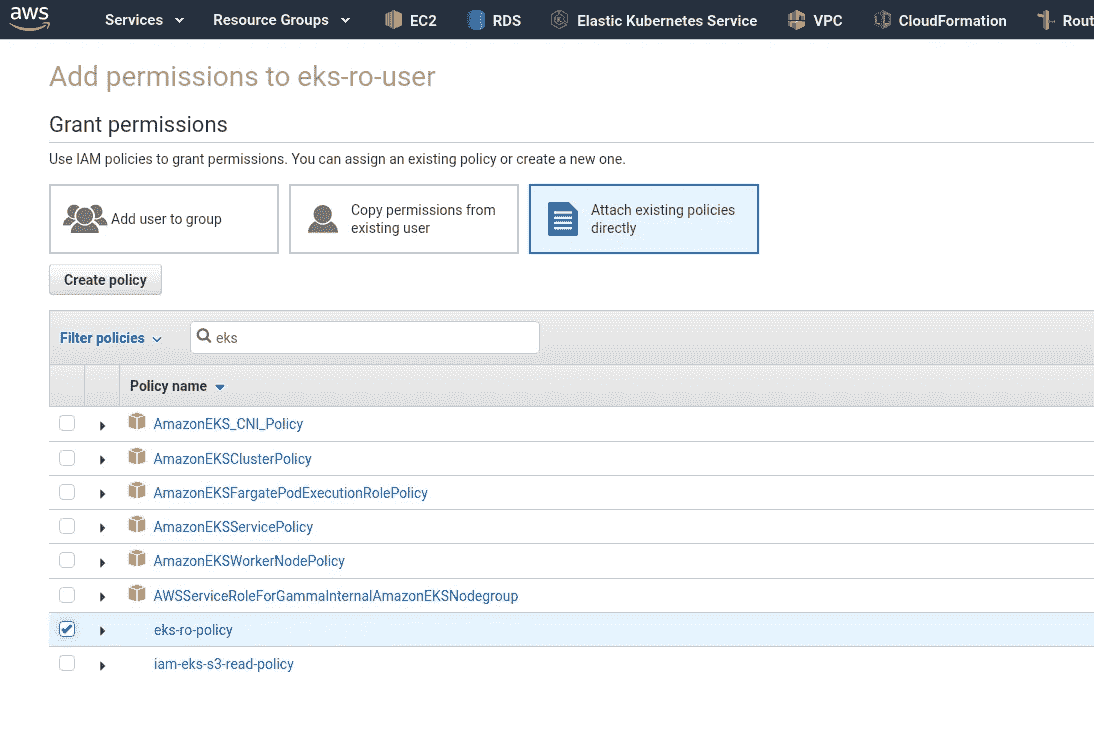 aws Services Resource Groups EC2 RDS Elastic Kubernetes Service VPC CloudFormation Rout
Add permissions to eks-ro-user
Grant permissions
Use IAM policies to grant permissions. You can assign an existing policy or create a new one.
Add user to group
Copy permissions from
existing user
Attach existing policies
directly
Create policy
Filter policies eks
Policy name
AmazonEKS_CNI_Policy
AmazonEKSClusterPolicy
AmazonEKSFargatePodExecutionRolePolicy
AmazonEKSServicePolicy
AmazonEKSWorkerNodePolicy
AWSServiceRoleForGammaInternalAmazonEKSNodegroup
eks-ro-policy
iam-eks-s3-read-policy